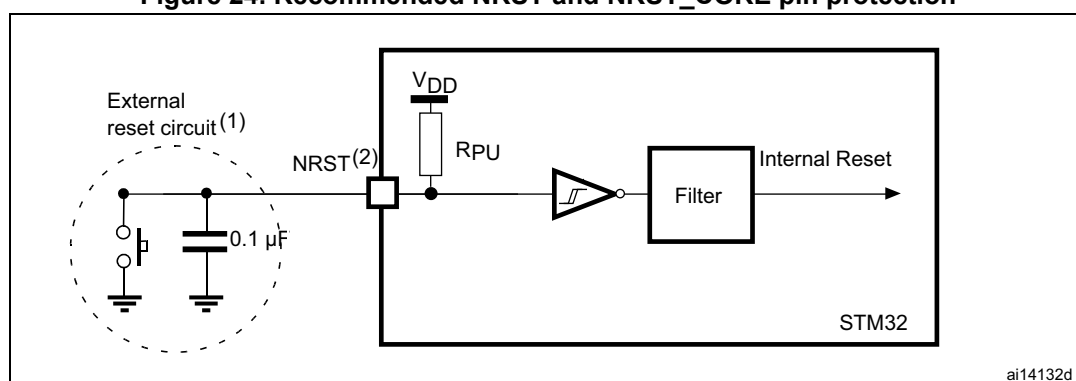 Figure 24. Recommended NRST and NRST_CORE pin protection
VDD
External
reset circuit(1)
NRST(2)
RPU
Internal Reset
Filter
0.1 µF
STM32
ai14132d